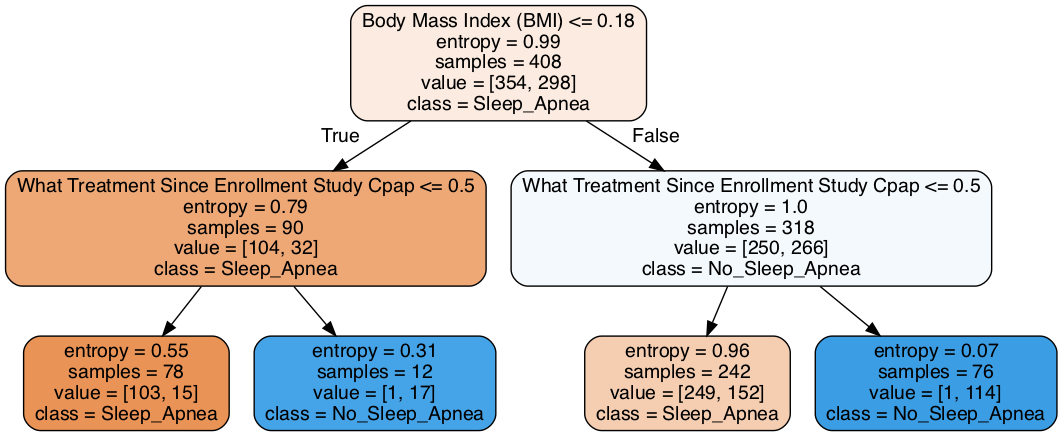 Body Mass Index (BMI) <= 0.18
entropy = 0.99
samples = 408
value = [354, 298]
class = Sleep_Apnea
True
False
What Treatment Since Enrollment Study Cpap <= 0.5
entropy = 0.79
samples = 90
value = [104, 32]
class = Sleep_Apnea
What Treatment Since Enrollment Study Cpap <= 0.5
entropy = 1.0
samples = 318
value = [250, 266]
class = No_Sleep_Apnea
entropy = 0.55
samples = 78
value = [103, 15]
class = Sleep_Apnea
entropy = 0.31
samples = 12
value = [1, 17]
class = No_Sleep_Apnea
entropy = 0.96
samples = 242
value = [249, 152]
class = Sleep_Apnea
entropy = 0.07
samples = 76
value = [1, 114]
class = No_Sleep_Apnea